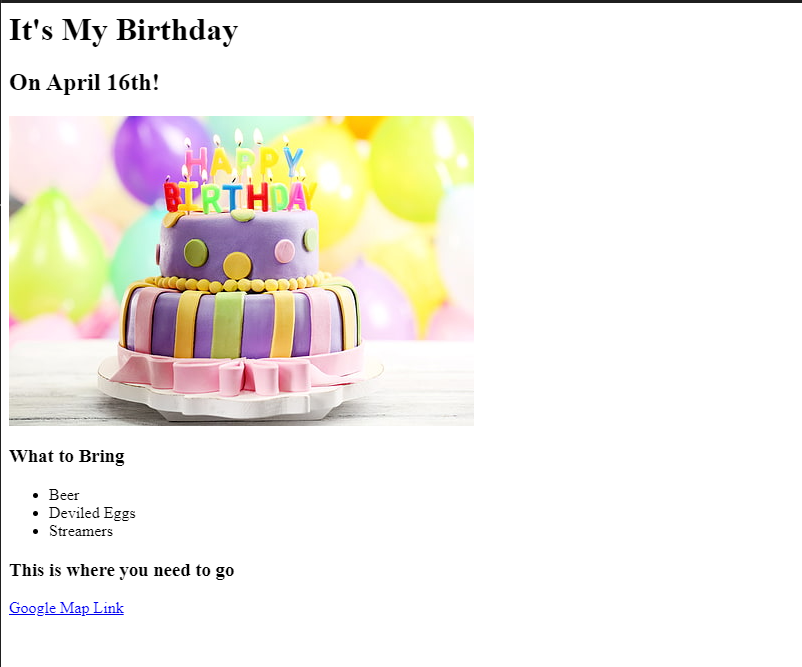 It's My Birthday
On April 16th!
HAPPY
BIRTHDAY
What to Bring
Beer
Deviled Eggs
Streamers
This is where you need to go
Google Map Link